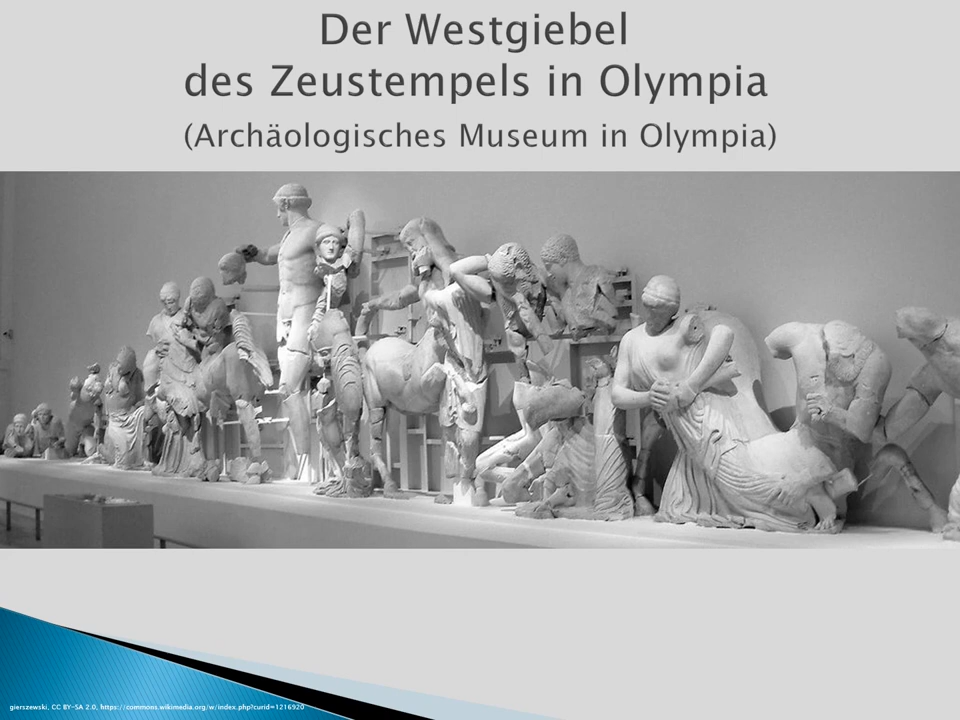 Der Westgiebel
des Zeustempels in Olympia
(Archäologisches Museum in Olympia)
gierszewski, CC BY-SA 2.0, https://commons.wikimedia.org/w/index.php?curid=1216920